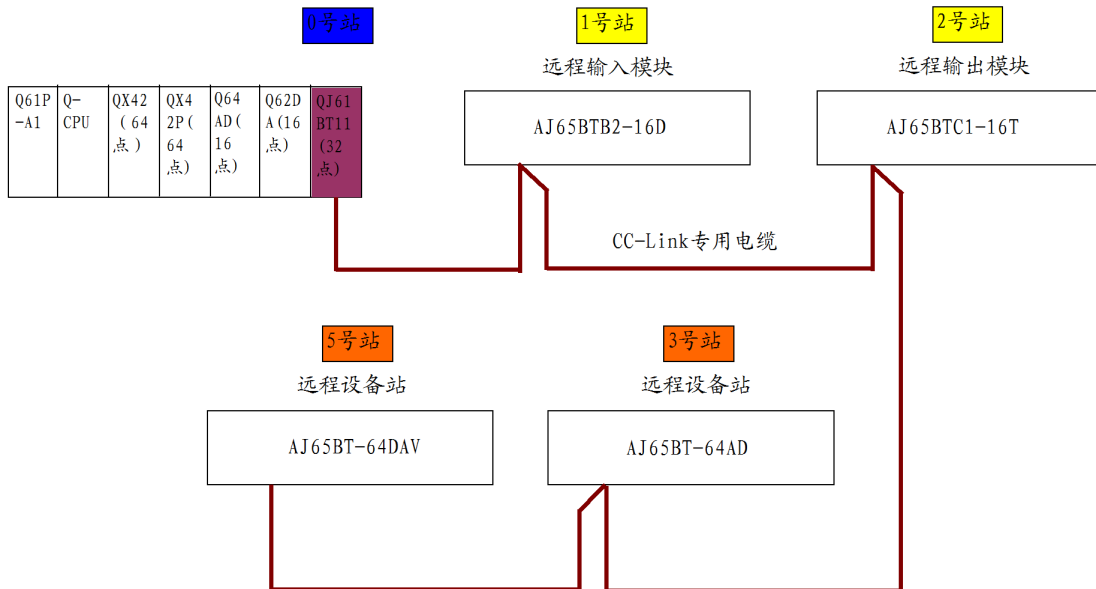 0号站
1号站
2号站
远程输入模块
远程输出模块
Q61P
-A1
Q-
CPU
QX42
(64
点)
QX4
2P(
64
点)
Q64
AD(
16
点)
Q62D
A(16
点)
QJ61
BT11
(32
点)
AJ65BTB2-16D
AJ65BTC1-16T
CC-Link专用电缆
5号站
3号站
远程设备站
远程设备站
AJ65BT-64DAV
AJ65BT-64AD